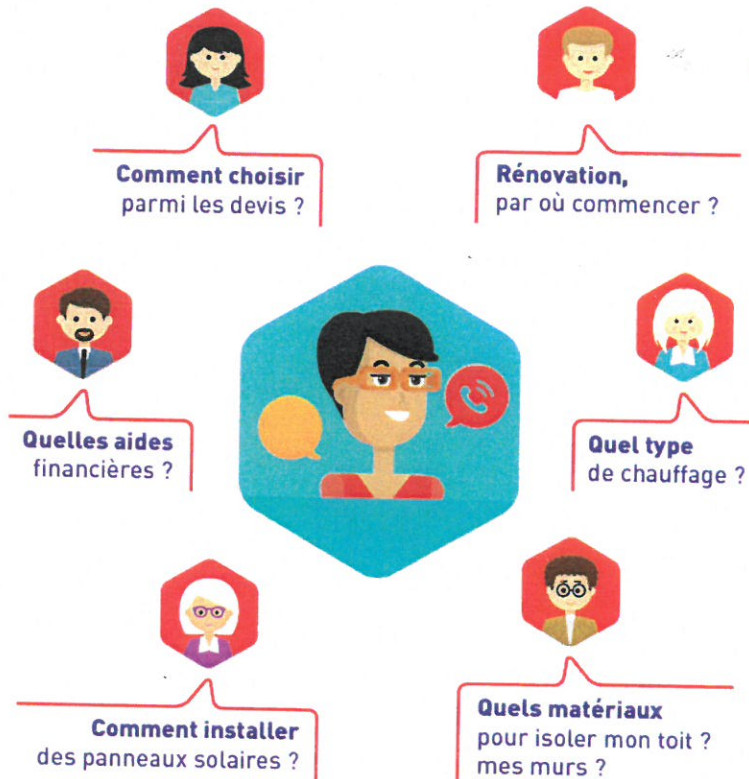 Comment choisir
parmi les devis ?
Rénovation,
par où commencer ?
Quelles aides
financières ?
Quel type
de chauffage ?
Comment installer
des panneaux solaires ?
Quels matériaux
pour isoler mon toit ?
mes murs ?